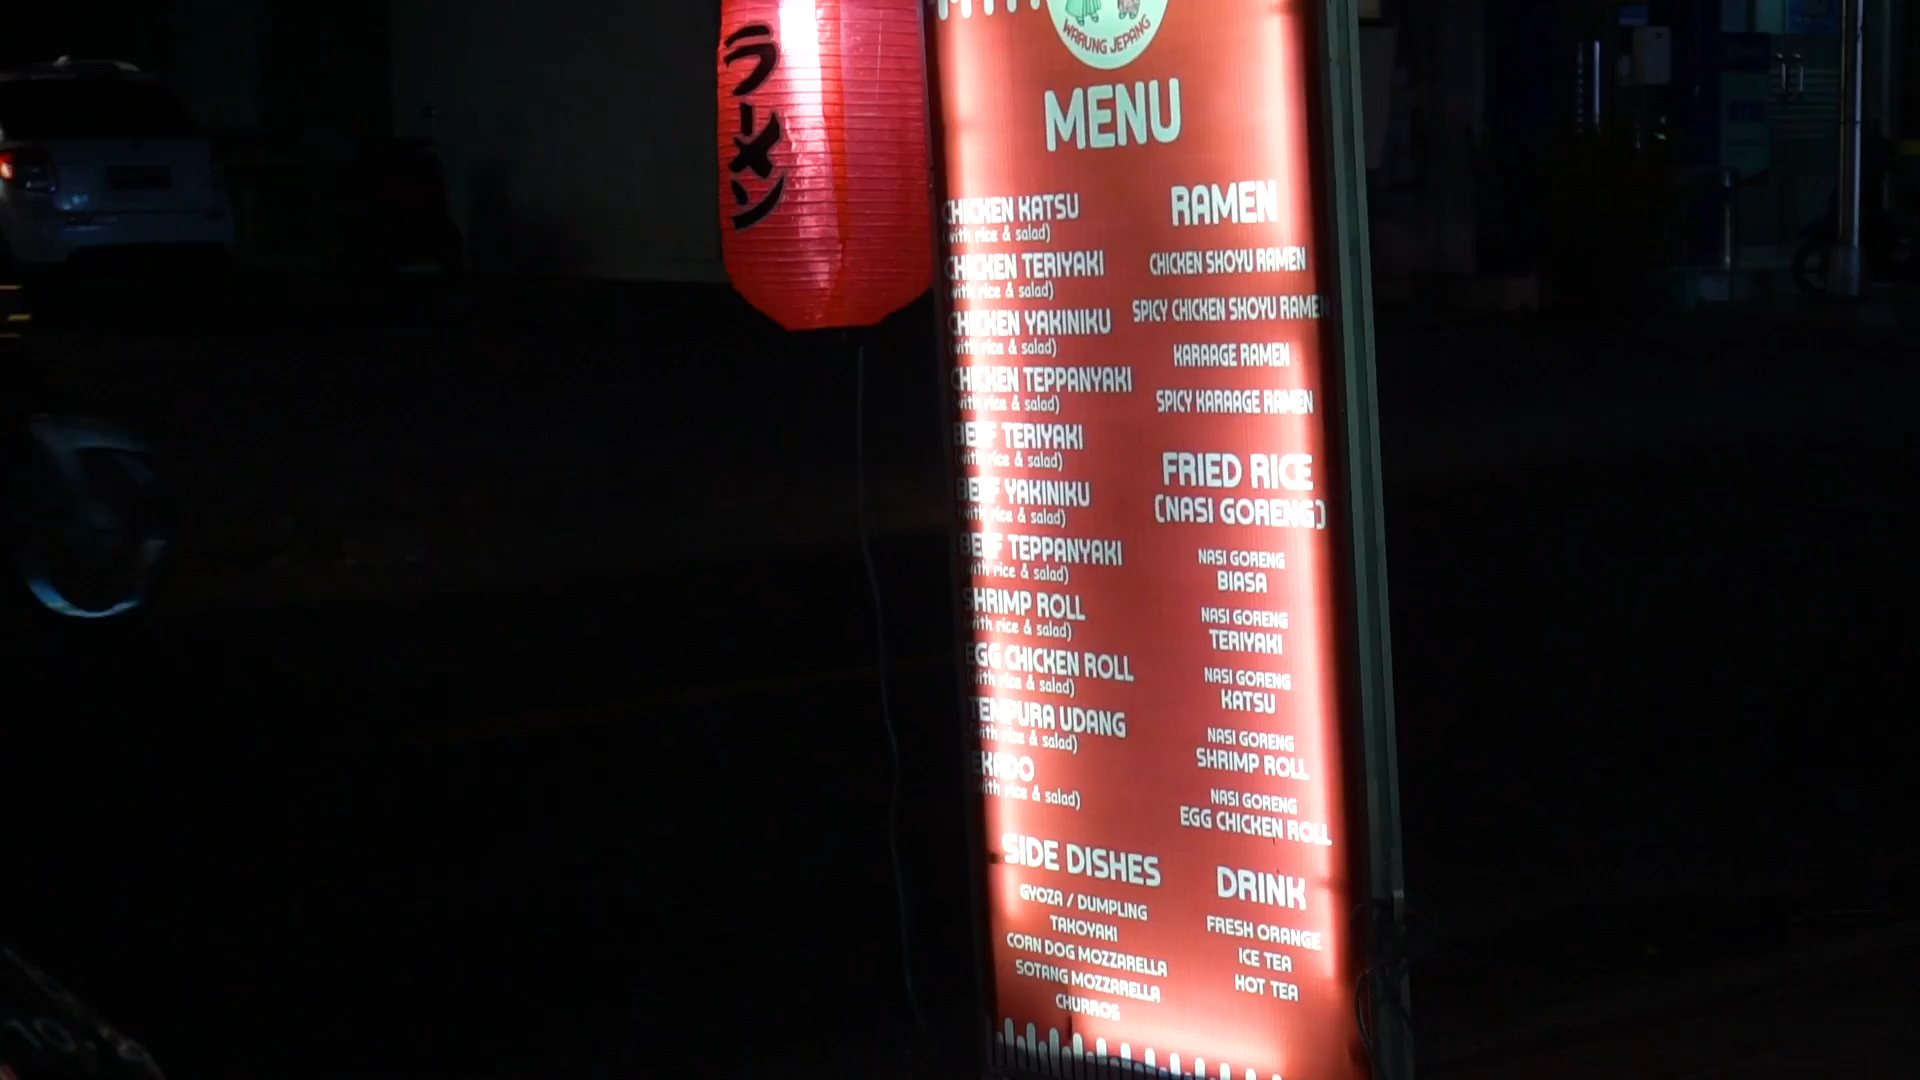 ラーメン
WARUNG JEPANG
MENU
CHICKEN KATSU
(with rice & salad)
CHICKEN TERIYAKI
(with rice & salad)
CHICKEN YAKINIKU
(with rice & salad)
CHICKEN TEPPANYAKI
(with rice & salad)
BEEF TERIYAKI
(with rice & salad)
BEEF YAKINIKU
(with rice & salad)
BEEF TEPPANYAKI
(with rice & salad)
SHRIMP ROLL
(with rice & salad)
EGG CHICKEN ROLL
(with rice & salad)
TEMPURA UDANG
(with rice & salad)
EKADO
(with rice & salad)
SIDE DISHES
GYOZA / DUMPLING
TAKOYAKI
CORN DOG MOZZARELLA
SOTANG MOZZARELLA
CHURROS
RAMEN
CHICKEN SHOYU RAMEN
SPICY CHICKEN SHOYU RAMEN
KARAAGE RAMEN
SPICY KARAAGE RAMEN
FRIED RICE
(NASI GORENG)
NASI GORENG
BIASA
NASI GORENG
TERIYAKI
NASI GORENG
KATSU
NASI GORENG
SHRIMP ROLL
NASI GORENG
EGG CHICKEN ROLL
DRINK
FRESH ORANGE
ICE TEA
HOT TEA